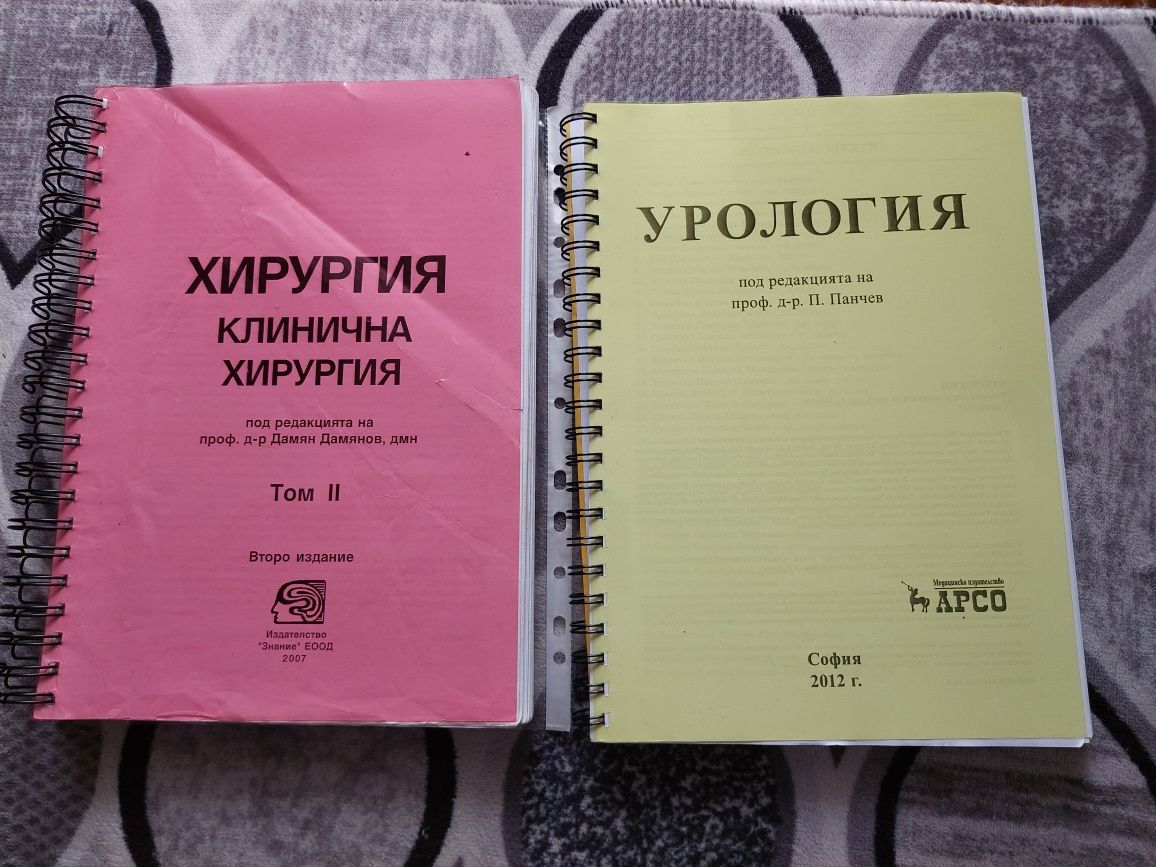 ХИРУРГИЯ
КЛИНИЧНА
ХИРУРГИЯ
под редакцията на
проф. д-р Дамян Дамянов, дмн
Том II
Второ издание
Издателство
"Знание" ЕООД
2007
УРОЛОГИЯ
под редакцията на
проф. д-р. П. Панчев
Медицинско издателство
АРСО
София
2012 г.